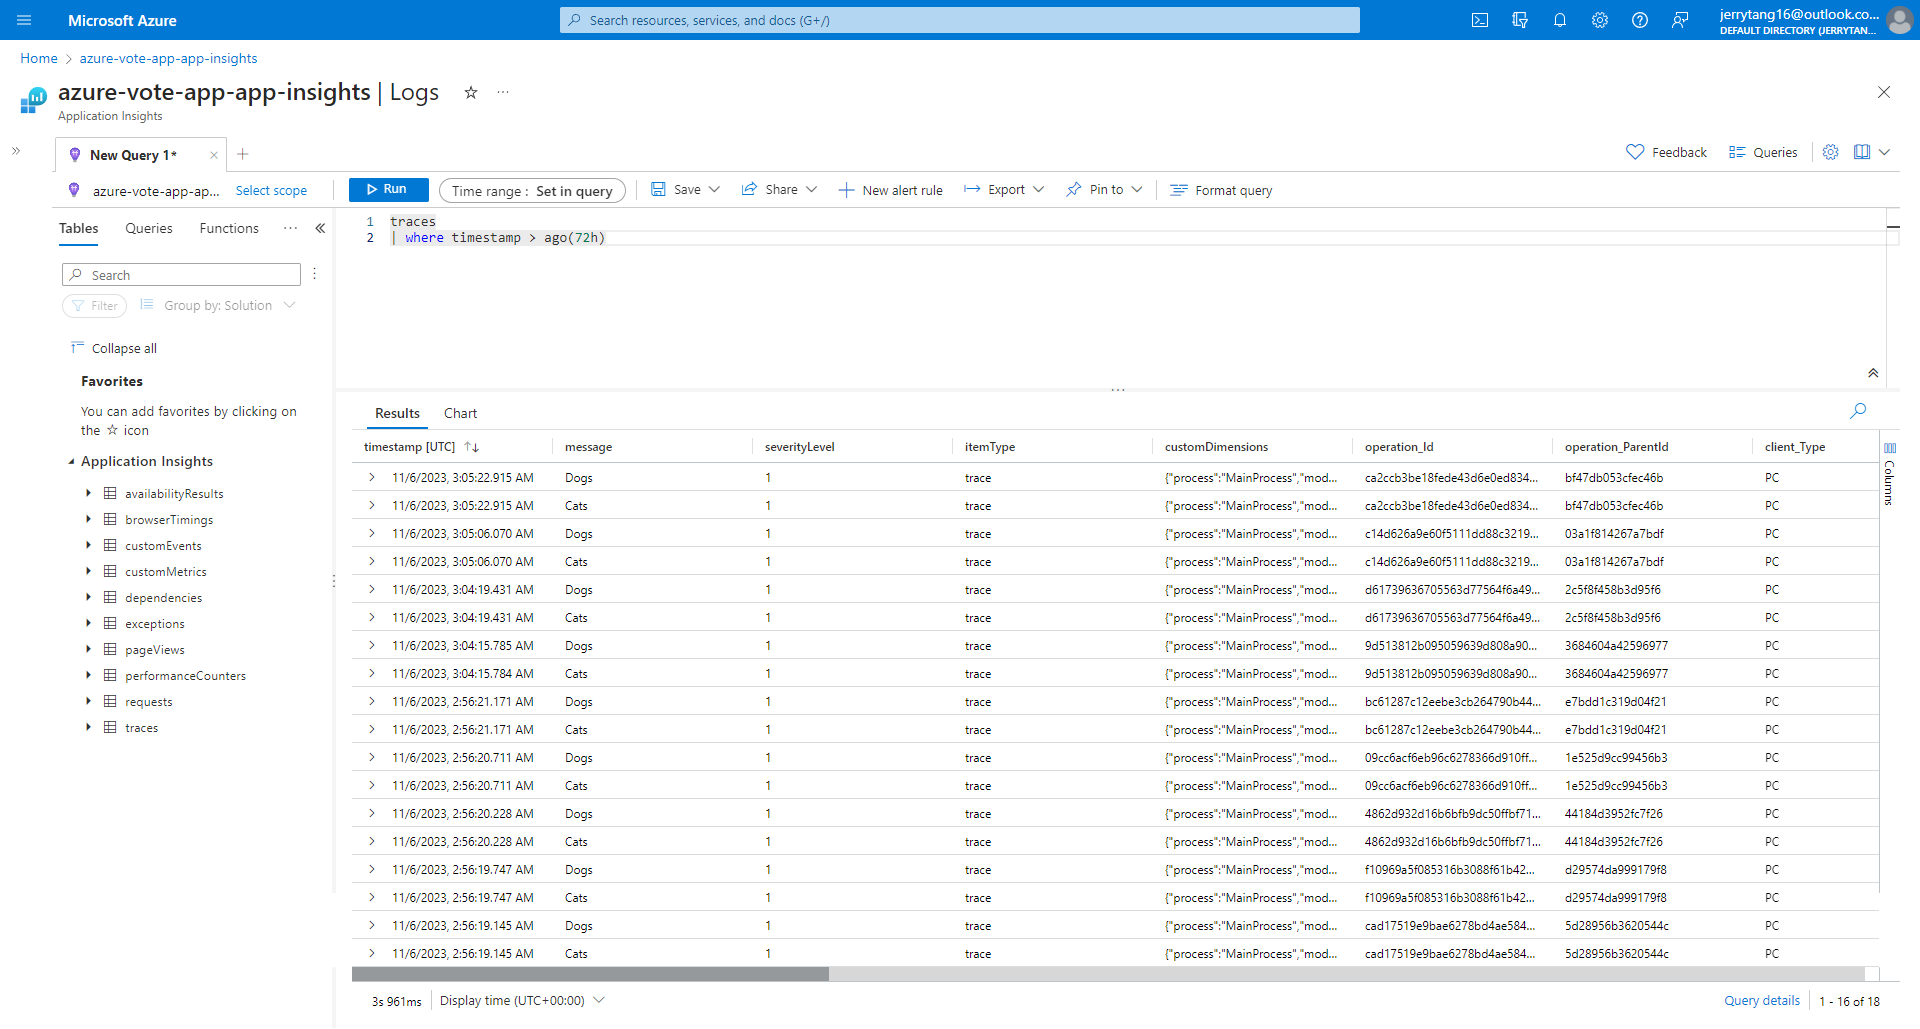 Microsoft Azure
Search resources, services, and docs (G+/)
jerrytang16@outlook.co...
DEFAULT DIRECTORY (JERRYTAN...
Home > azure-vote-app-app-insights
azure-vote-app-app-insights | Logs
Application Insights
New Query 1*
Feedback
Queries
azure-vote-app-ap...
Select scope
Run
Time range : Set in query
Save
Share
New alert rule
Export
Pin to
Format query
Tables
Queries
Functions
1 traces
2 | where timestamp > ago(72h)
Search
Filter
Group by: Solution
Collapse all
Favorites
You can add favorites by clicking on
the ☆ icon
Application Insights
availabilityResults
browserTimings
customEvents
customMetrics
dependencies
exceptions
pageViews
performanceCounters
requests
traces
Results
Chart
timestamp [UTC] message severityLevel itemType customDimensions operation_Id operation_ParentId client_Type
Columns
11/6/2023, 3:05:22.915 AM Dogs 1 trace {"process":"MainProcess","mod... ca2ccb3be18fede43d6e0ed834... bf47db053cfec46b PC
11/6/2023, 3:05:22.915 AM Cats 1 trace {"process":"MainProcess","mod... ca2ccb3be18fede43d6e0ed834... bf47db053cfec46b PC
11/6/2023, 3:05:06.070 AM Dogs 1 trace {"process":"MainProcess","mod... c14d626a9e60f5111dd88c3219... 03a1f814267a7bdf PC
11/6/2023, 3:05:06.070 AM Cats 1 trace {"process":"MainProcess","mod... c14d626a9e60f5111dd88c3219... 03a1f814267a7bdf PC
11/6/2023, 3:04:19.431 AM Dogs 1 trace {"process":"MainProcess","mod... d61739636705563d77564f6a49... 2c5f8f458b3d95f6 PC
11/6/2023, 3:04:19.431 AM Cats 1 trace {"process":"MainProcess","mod... d61739636705563d77564f6a49... 2c5f8f458b3d95f6 PC
11/6/2023, 3:04:15.785 AM Dogs 1 trace {"process":"MainProcess","mod... 9d513812b095059639d808a90... 3684604a42596977 PC
11/6/2023, 3:04:15.784 AM Cats 1 trace {"process":"MainProcess","mod... 9d513812b095059639d808a90... 3684604a42596977 PC
11/6/2023, 2:56:21.171 AM Dogs 1 trace {"process":"MainProcess","mod... bc61287c12eebe3cb264790b44... e7bdd1c319d04f21 PC
11/6/2023, 2:56:21.171 AM Cats 1 trace {"process":"MainProcess","mod... bc61287c12eebe3cb264790b44... e7bdd1c319d04f21 PC
11/6/2023, 2:56:20.711 AM Dogs 1 trace {"process":"MainProcess","mod... 09cc6acf6eb96c6278366d910ff... 1e525d9cc99456b3 PC
11/6/2023, 2:56:20.711 AM Cats 1 trace {"process":"MainProcess","mod... 09cc6acf6eb96c6278366d910ff... 1e525d9cc99456b3 PC
11/6/2023, 2:56:20.228 AM Dogs 1 trace {"process":"MainProcess","mod... 4862d932d16b6bfb9dc50ffbf71... 44184d3952fc7f26 PC
11/6/2023, 2:56:20.228 AM Cats 1 trace {"process":"MainProcess","mod... 4862d932d16b6bfb9dc50ffbf71... 44184d3952fc7f26 PC
11/6/2023, 2:56:19.747 AM Dogs 1 trace {"process":"MainProcess","mod... f10969a5f085316b3088f61b42... d29574da999179f8 PC
11/6/2023, 2:56:19.747 AM Cats 1 trace {"process":"MainProcess","mod... f10969a5f085316b3088f61b42... d29574da999179f8 PC
11/6/2023, 2:56:19.145 AM Dogs 1 trace {"process":"MainProcess","mod... cad17519e9bae6278bd4ae584... 5d28956b3620544c PC
11/6/2023, 2:56:19.145 AM Cats 1 trace {"process":"MainProcess","mod... cad17519e9bae6278bd4ae584... 5d28956b3620544c PC
3s 961ms
Display time (UTC+00:00)
Query details
1 - 16 of 18